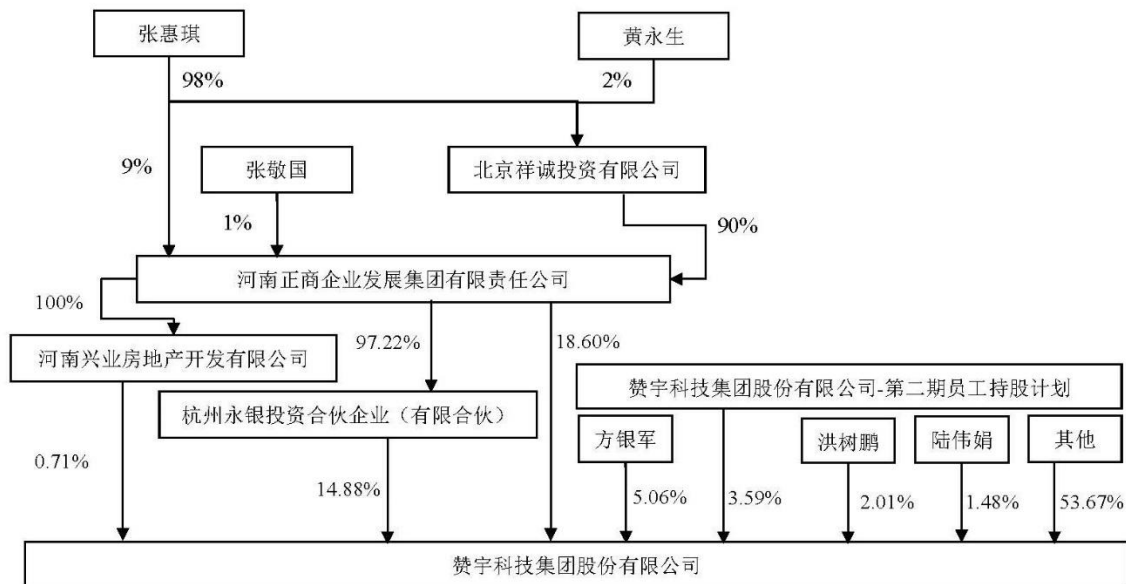 张惠琪
黄永生
98%
2%
9%
张敬国
北京祥诚投资有限公司
1%
90%
河南正商企业发展集团有限责任公司
100%
97.22%
18.60%
河南兴业房地产开发有限公司
赞宇科技集团股份有限公司-第二期员工持股计划
杭州永银投资合伙企业（有限合伙）
方银军
洪树鹏
陆伟娟
其他
0.71%
14.88%
5.06%
3.59%
2.01%
1.48%
53.67%
赞宇科技集团股份有限公司